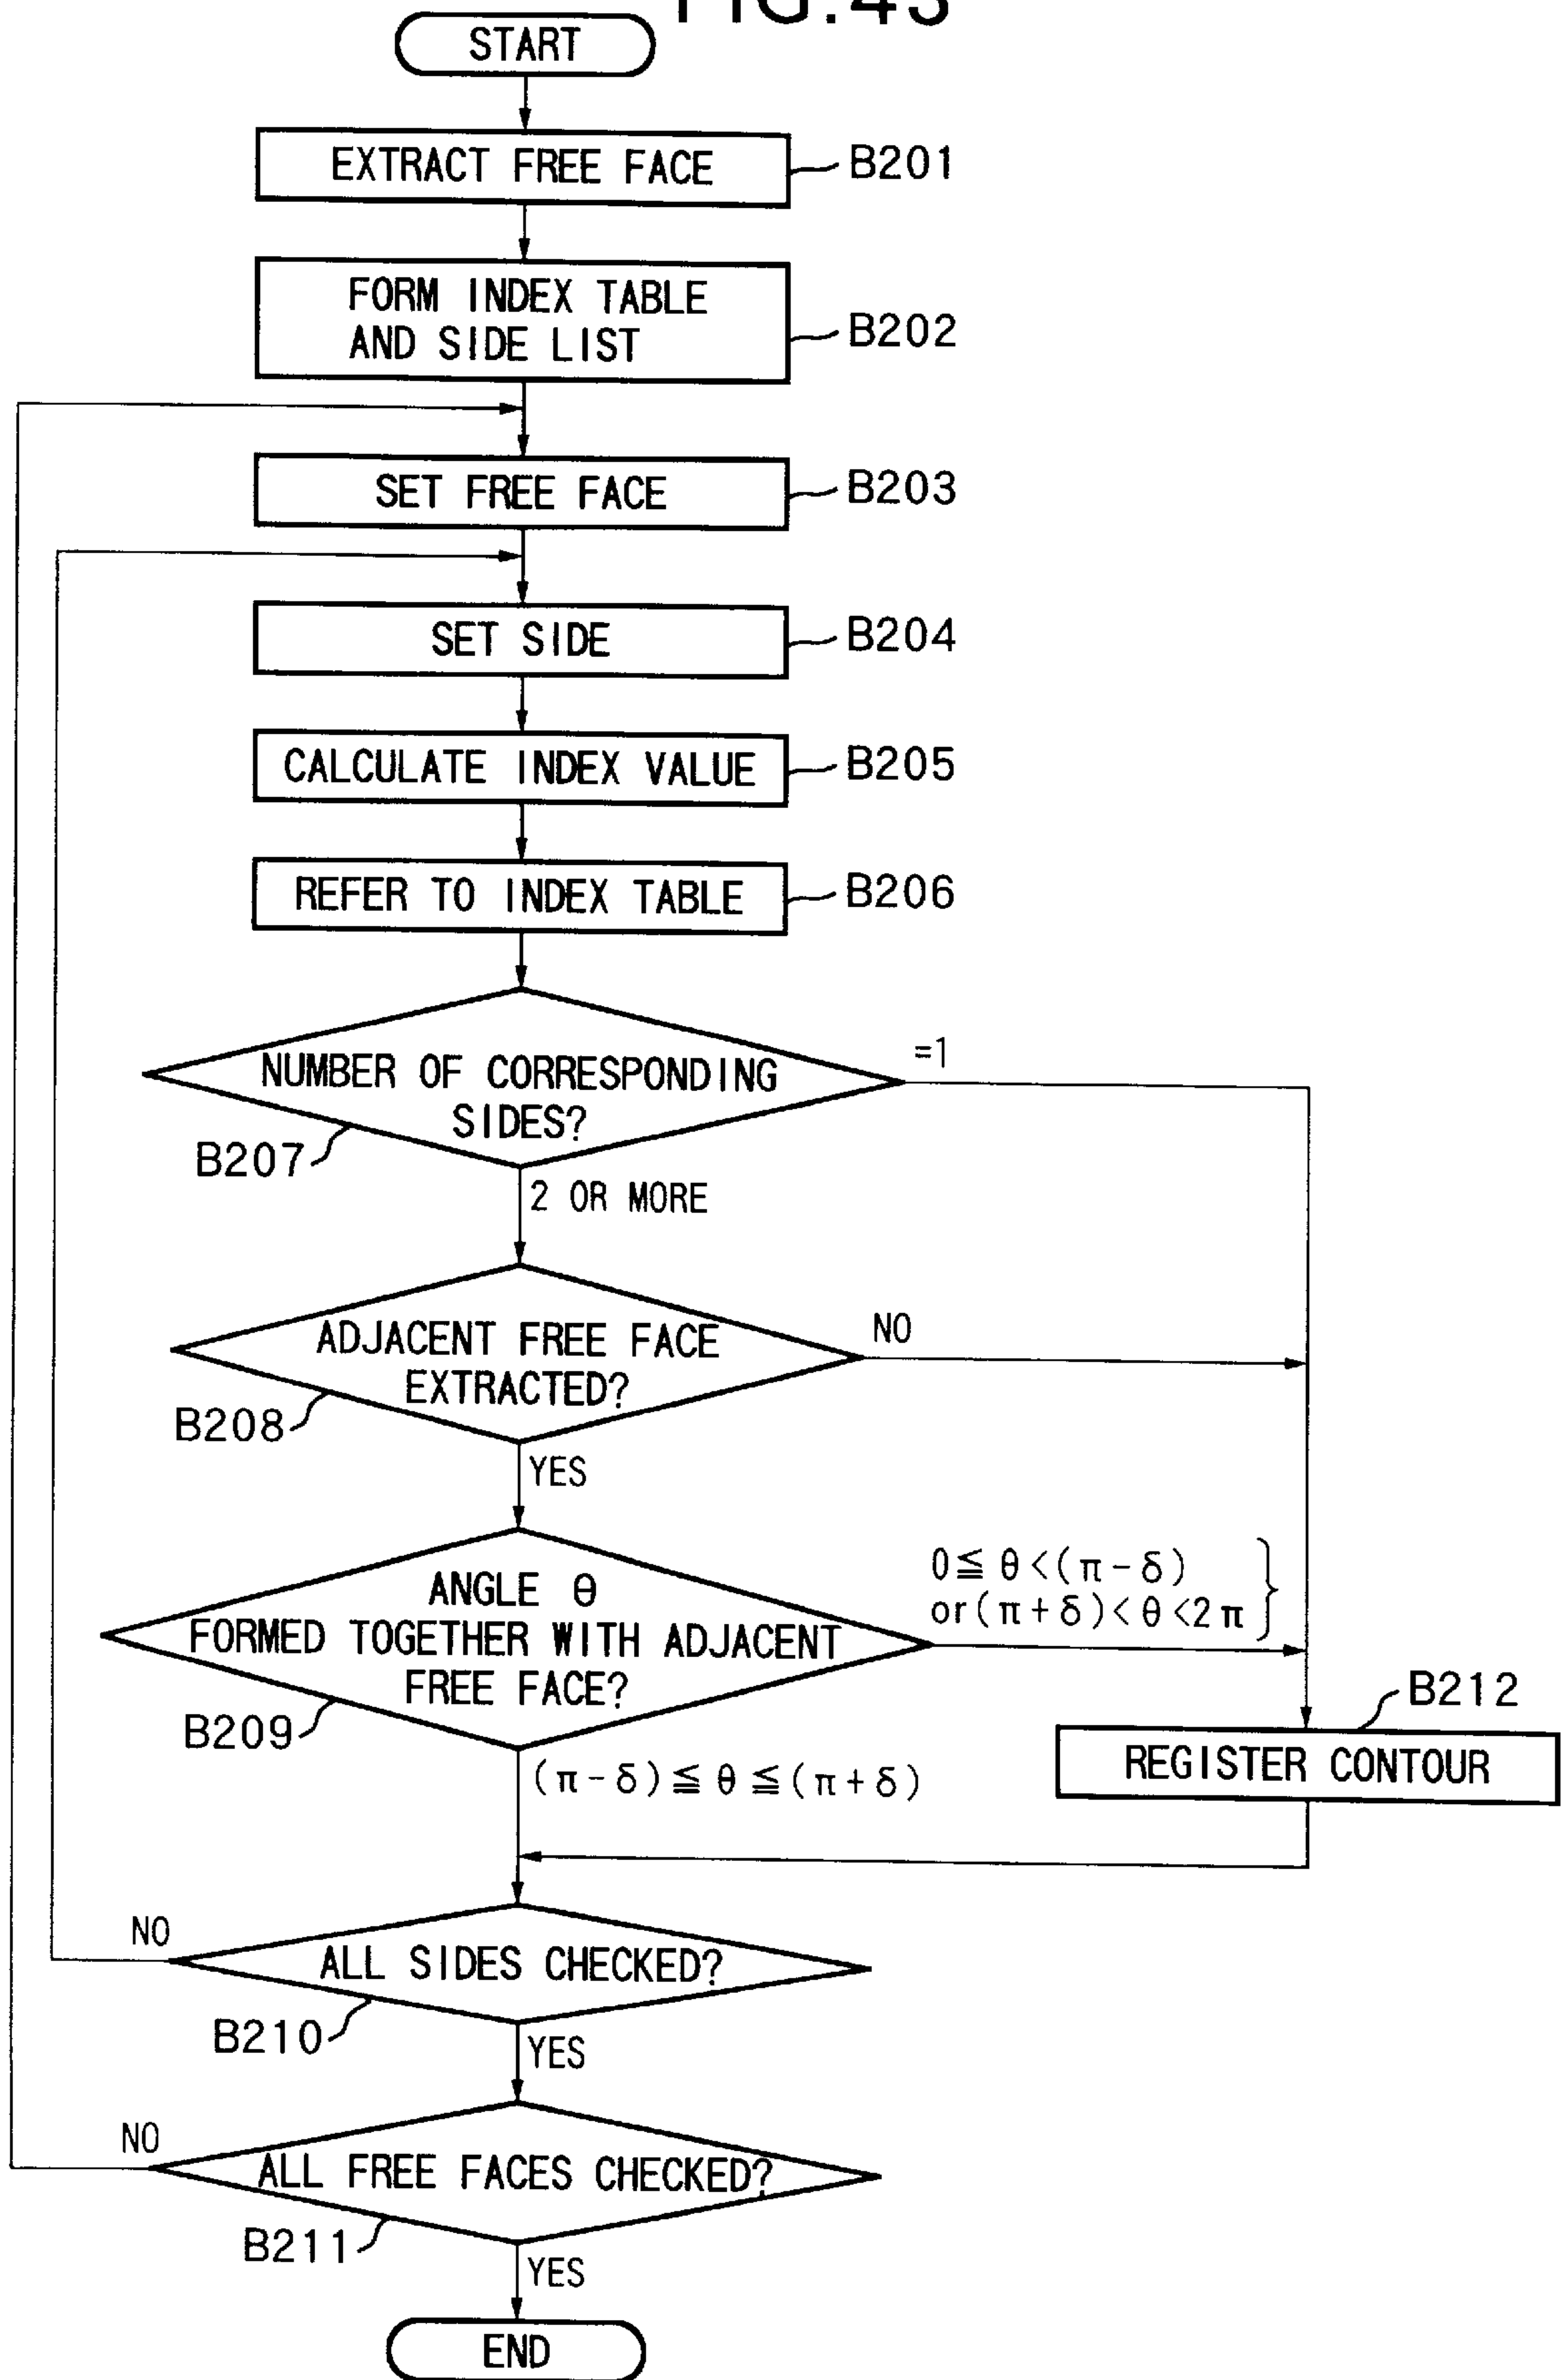 FIG.43
START
EXTRACT FREE FACE
B201
FORM INDEX TABLE
AND SIDE LIST
B202
SET FREE FACE
B203
SET SIDE
B204
CALCULATE INDEX VALUE
B205
REFER TO INDEX TABLE
B206
=1
NUMBER OF CORRESPONDING
SIDES?
B207
2 OR MORE
NO
ADJACENT FREE FACE
EXTRACTED?
B208
YES
0≦θ<(π-δ)
or(π+δ)<θ<2π
ANGLE θ
FORMED TOGETHER WITH ADJACENT
FREE FACE?
B209
B212
REGISTER CONTOUR
(π-δ)≦θ≦(π+δ)
NO
ALL SIDES CHECKED?
B210
YES
NO
ALL FREE FACES CHECKED?
B211
YES
END